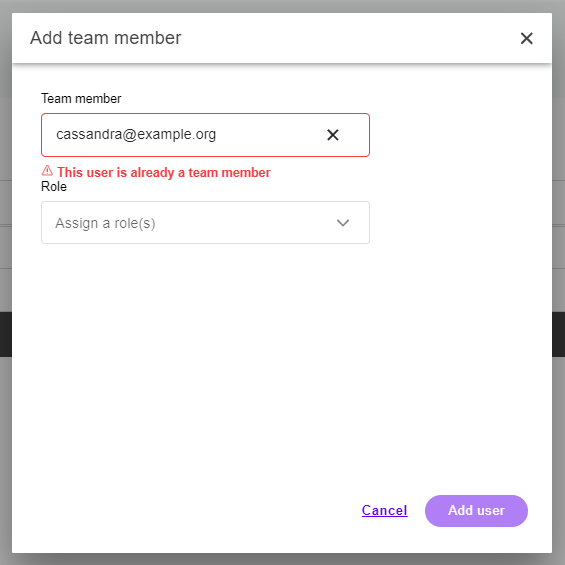 Add team member
Team member
cassandra@example.org
This user is already a team member
Role
Assign a role(s)
Cancel
Add user